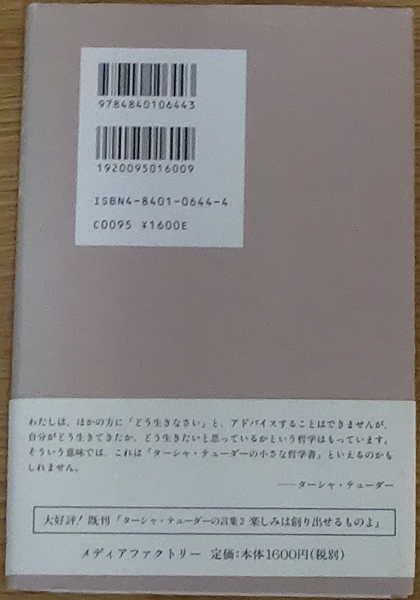 9784840106443
1920095016009
ISBN4-8401-0644-4
C0095 ¥1600E
わたしは、ほかの方に「どう生きなさい」と、アドバイスすることはできませんが、
自分がどう生きてきたか、どう生きたいと思っているかという哲学はもっています。
そういう意味では、これは「ターシャ・テューダーの小さな哲学書」といえるのかも
しれません。
――ターシャ・テューダー
大好評！既刊「ターシャ・テューダーの言葉2 楽しみは創り出せるものよ」
メディアファクトリー 定価：本体1600円（税別）